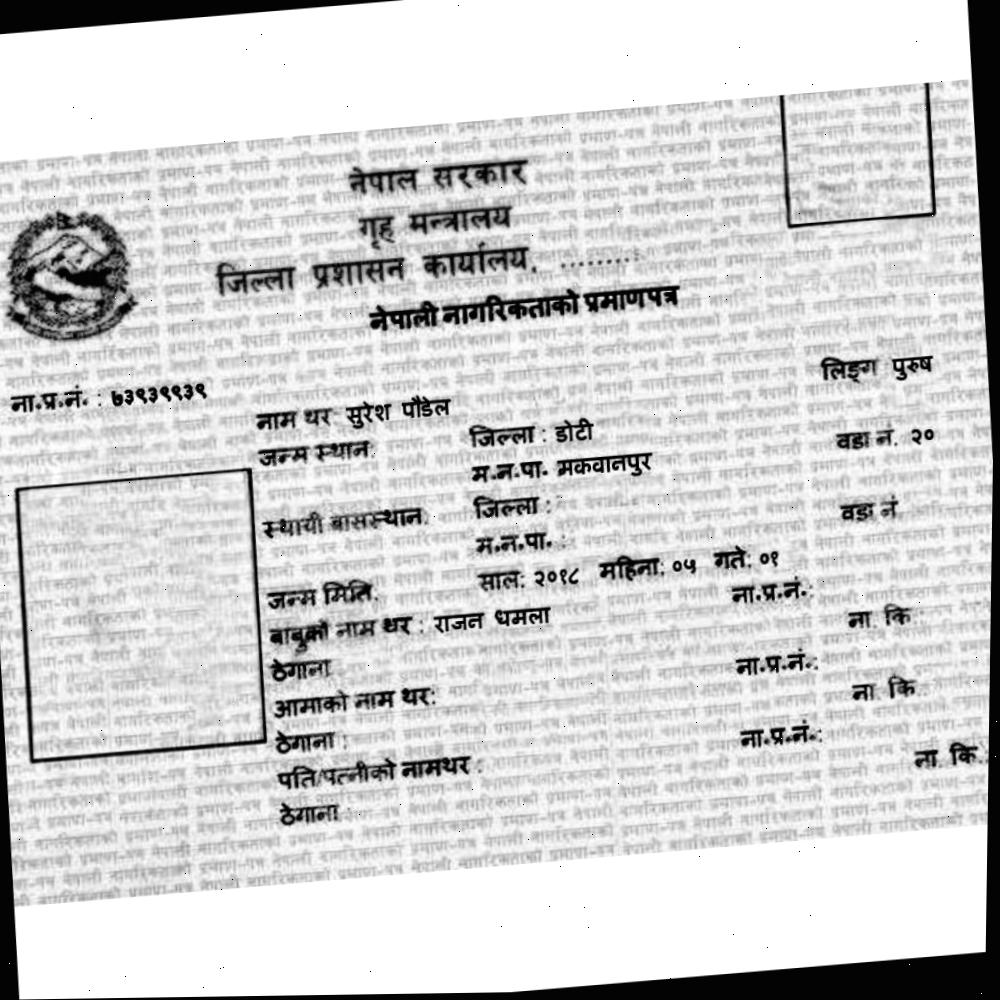 नेपाल सरकार
गृह मन्त्रालय
जिल्ला प्रशासन कार्यालय, .........
नेपाली नागरिकताको प्रमाणपत्र
लिङ्ग पुरुष
ना.प्र.नं. : ७३९३९९३९
नाम थर सुरेश पौडेल
जन्म स्थान: जिल्ला : डोटी वडा नं. २०
म.न.पा. मकवानपुर
स्थायी बासस्थान: जिल्ला : वडा नं
म.न.पा. :
जन्म मिति: साल: २०१८ महिना: ०५ गते: ०१
बाबुको नाम थर : राजन धमला ना.प्र.नं.:
ठेगाना ना कि :
आमाको नाम थर: ना.प्र.नं.:
ठेगाना : ना कि :
पति/पत्नीको नामथर : ना.प्र.नं.:
ठेगाना : ना. कि.: